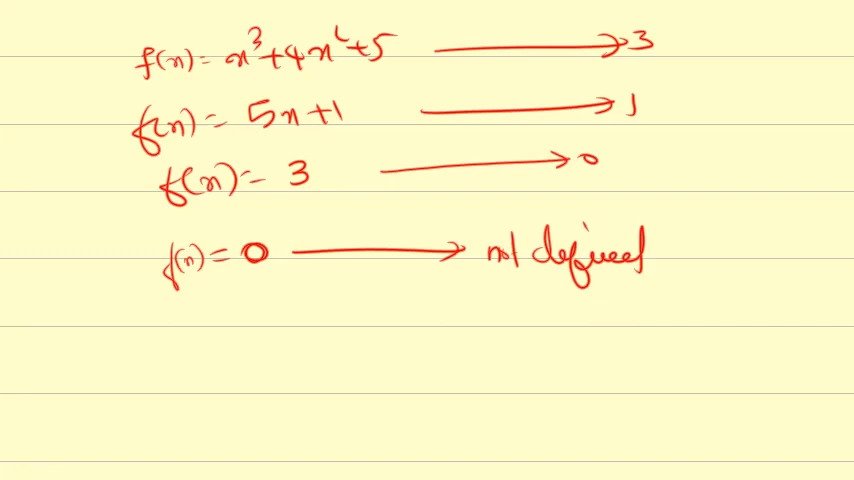 f(x) = x³ + 4x² + 5 → 3
f(x) = 5x + 1 → 1
f(x) = 3 → 0
f(x) = 0 → not defined